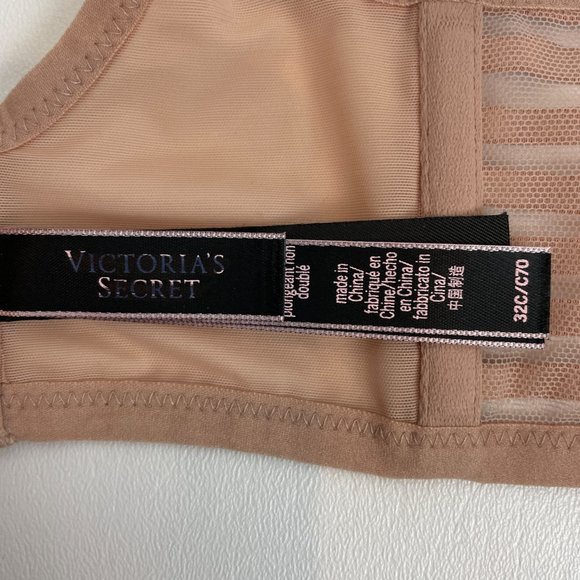 VICTORIA'S
SECRET
plongeant non
doublé
made in
China/
fabriqué en
Chine/hecho
en China/
fabbricato in
Cina/
中国制造
32C/C70